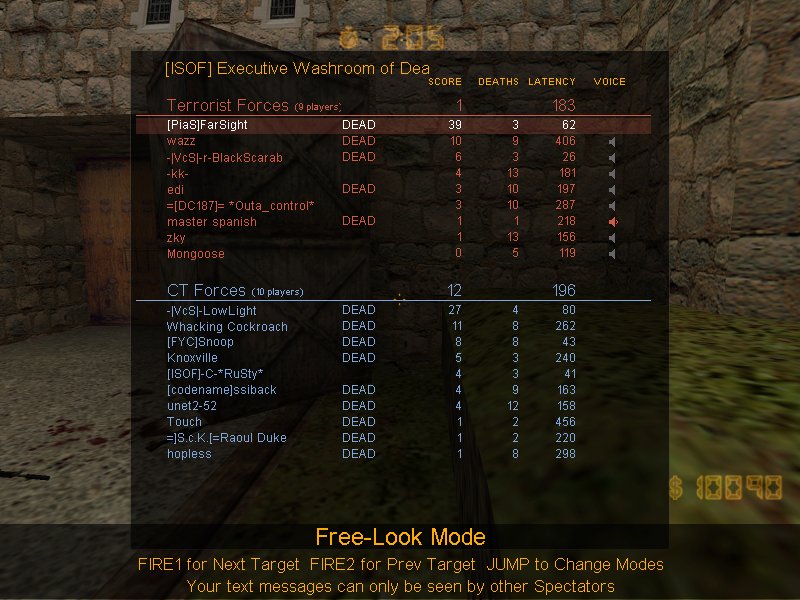 2:05
[ISOF] Executive Washroom of Dea
SCORE DEATHS LATENCY VOICE
Terrorist Forces (9 players) 1 183
[PiaS]FarSight DEAD 39 3 62
wazz DEAD 10 9 406
-|VcS|-r-BlackScarab DEAD 6 3 26
-kk- 4 13 181
edi DEAD 3 10 197
=[DC187]= *Outa_control* 3 10 287
master spanish DEAD 1 1 218
zky 1 13 156
Mongoose 0 5 119
CT Forces (10 players) 12 196
-|VcS|-LowLight DEAD 27 4 80
Whacking Cockroach DEAD 11 8 262
[FYC]Snoop DEAD 8 8 43
Knoxville DEAD 5 3 240
[ISOF]-C-*RuSty* 4 3 41
[codename]ssiback DEAD 4 9 163
unet2-52 DEAD 4 12 158
Touch DEAD 1 2 456
=]S.c.K.[=Raoul Duke DEAD 1 2 220
hopless DEAD 1 8 298
$ 10090
Free-Look Mode
FIRE1 for Next Target FIRE2 for Prev Target JUMP to Change Modes
Your text messages can only be seen by other Spectators